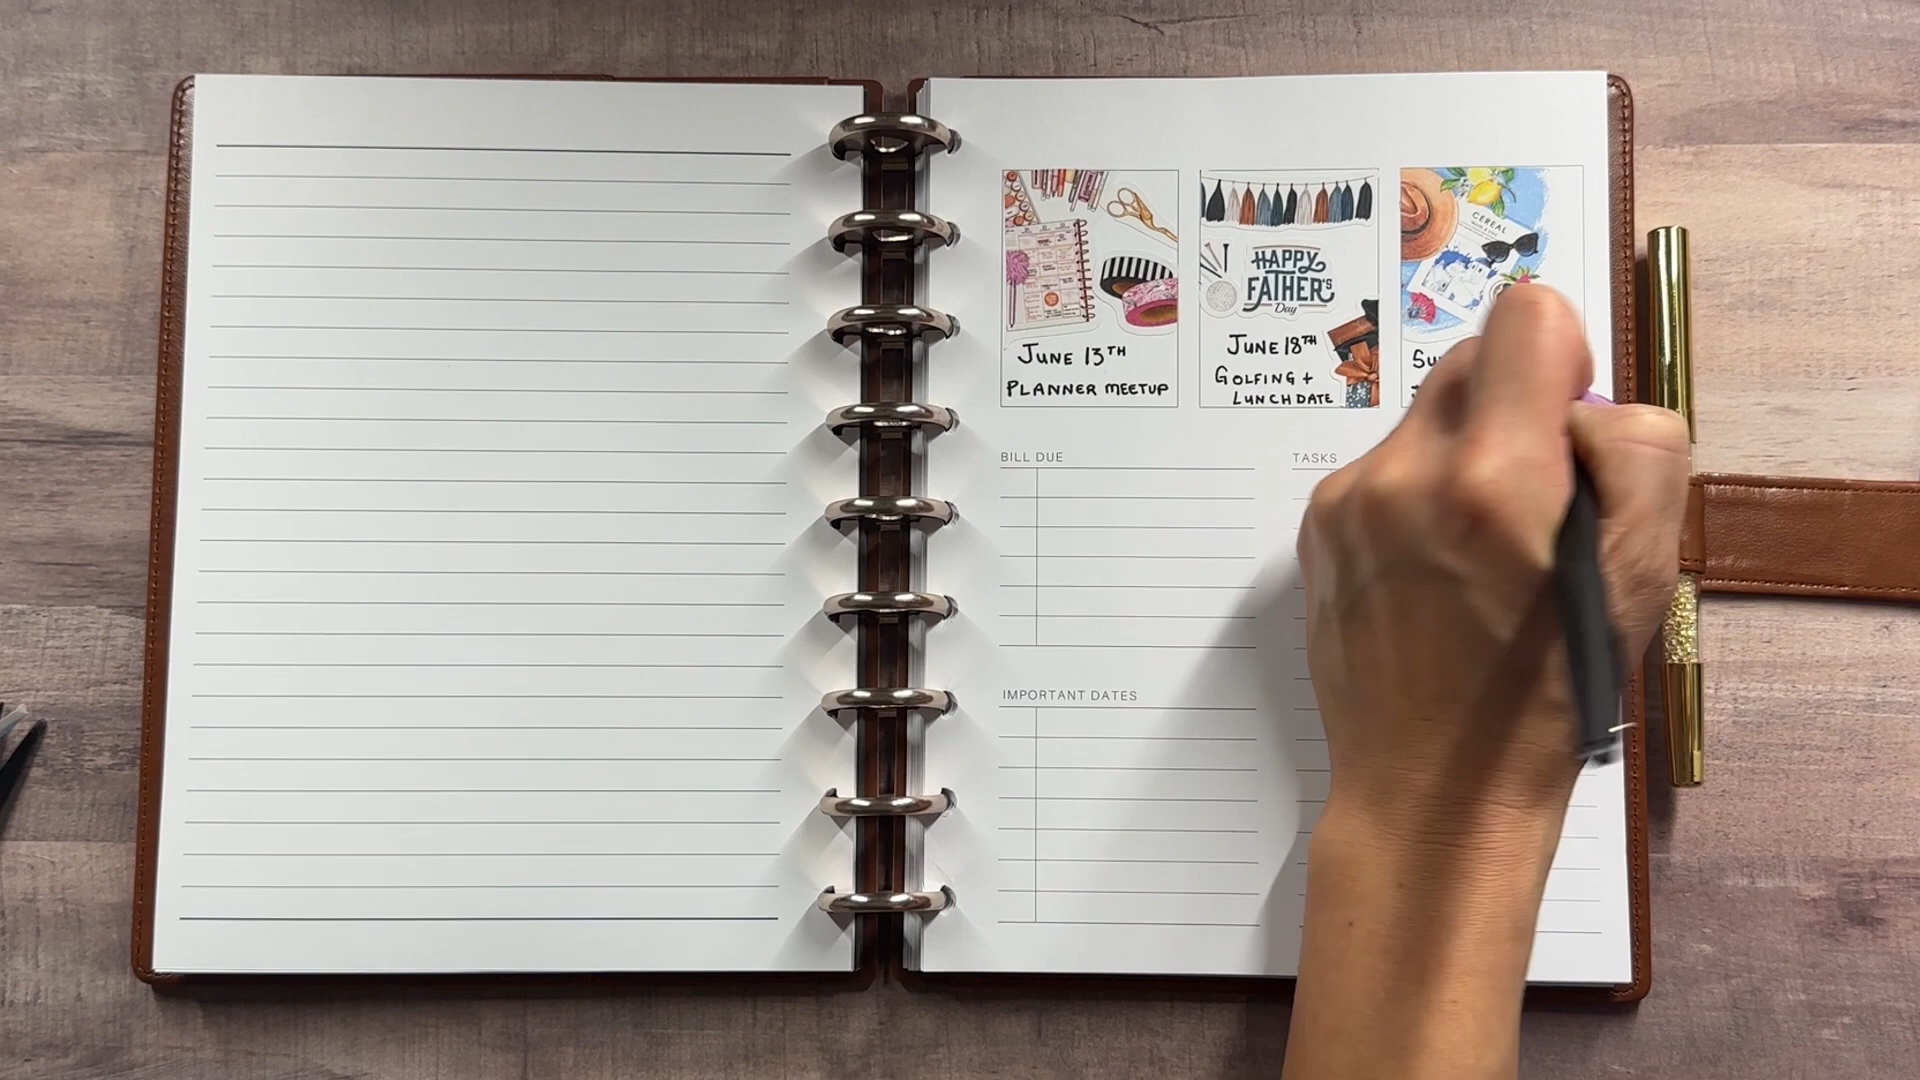 CEREAL
HAPPY
FATHER'S
Day
JUNE 13TH
PLANNER MEETUP
JUNE 18TH
GOLFING +
LUNCH DATE
BILL DUE
TASKS
IMPORTANT DATES